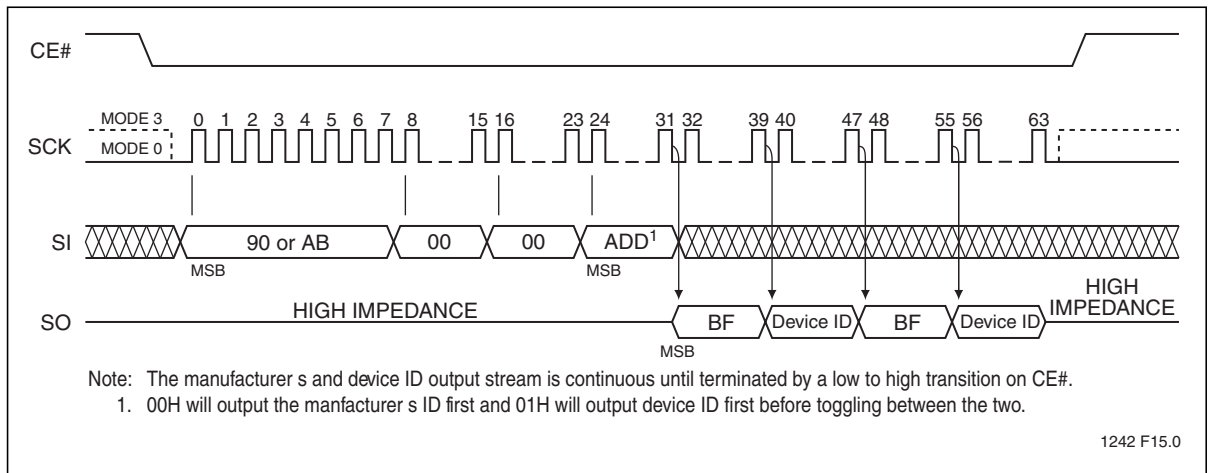 CE#
MODE 3 0 1 2 3 4 5 6 7 8 15 16 23 24 31 32 39 40 47 48 55 56 63
SCK MODE 0
SI 90 or AB 00 00 ADD1
MSB MSB
HIGH
SO HIGH IMPEDANCE BF Device ID BF Device ID IMPEDANCE
MSB
Note: The manufacturer s and device ID output stream is continuous until terminated by a low to high transition on CE#.
1. 00H will output the manfacturer s ID first and 01H will output device ID first before toggling between the two.
1242 F15.0